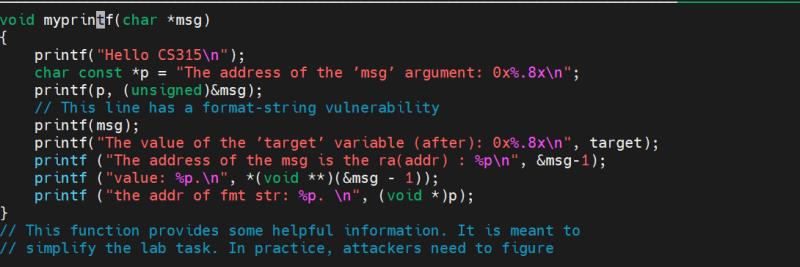 void myprintf(char *msg)
{
    printf("Hello CS315\n");
    char const *p = "The address of the ’msg’ argument: 0x%.8x\n";
    printf(p, (unsigned)&msg);
    // This line has a format-string vulnerability
    printf(msg);
    printf("The value of the ’target’ variable (after): 0x%.8x\n", target);
    printf ("The address of the msg is the ra(addr) : %p\n", &msg-1);
    printf ("value: %p.\n", *(void **)(&msg - 1));
    printf ("the addr of fmt str: %p. \n", (void *)p);
}
// This function provides some helpful information. It is meant to
// simplify the lab task. In practice, attackers need to figure